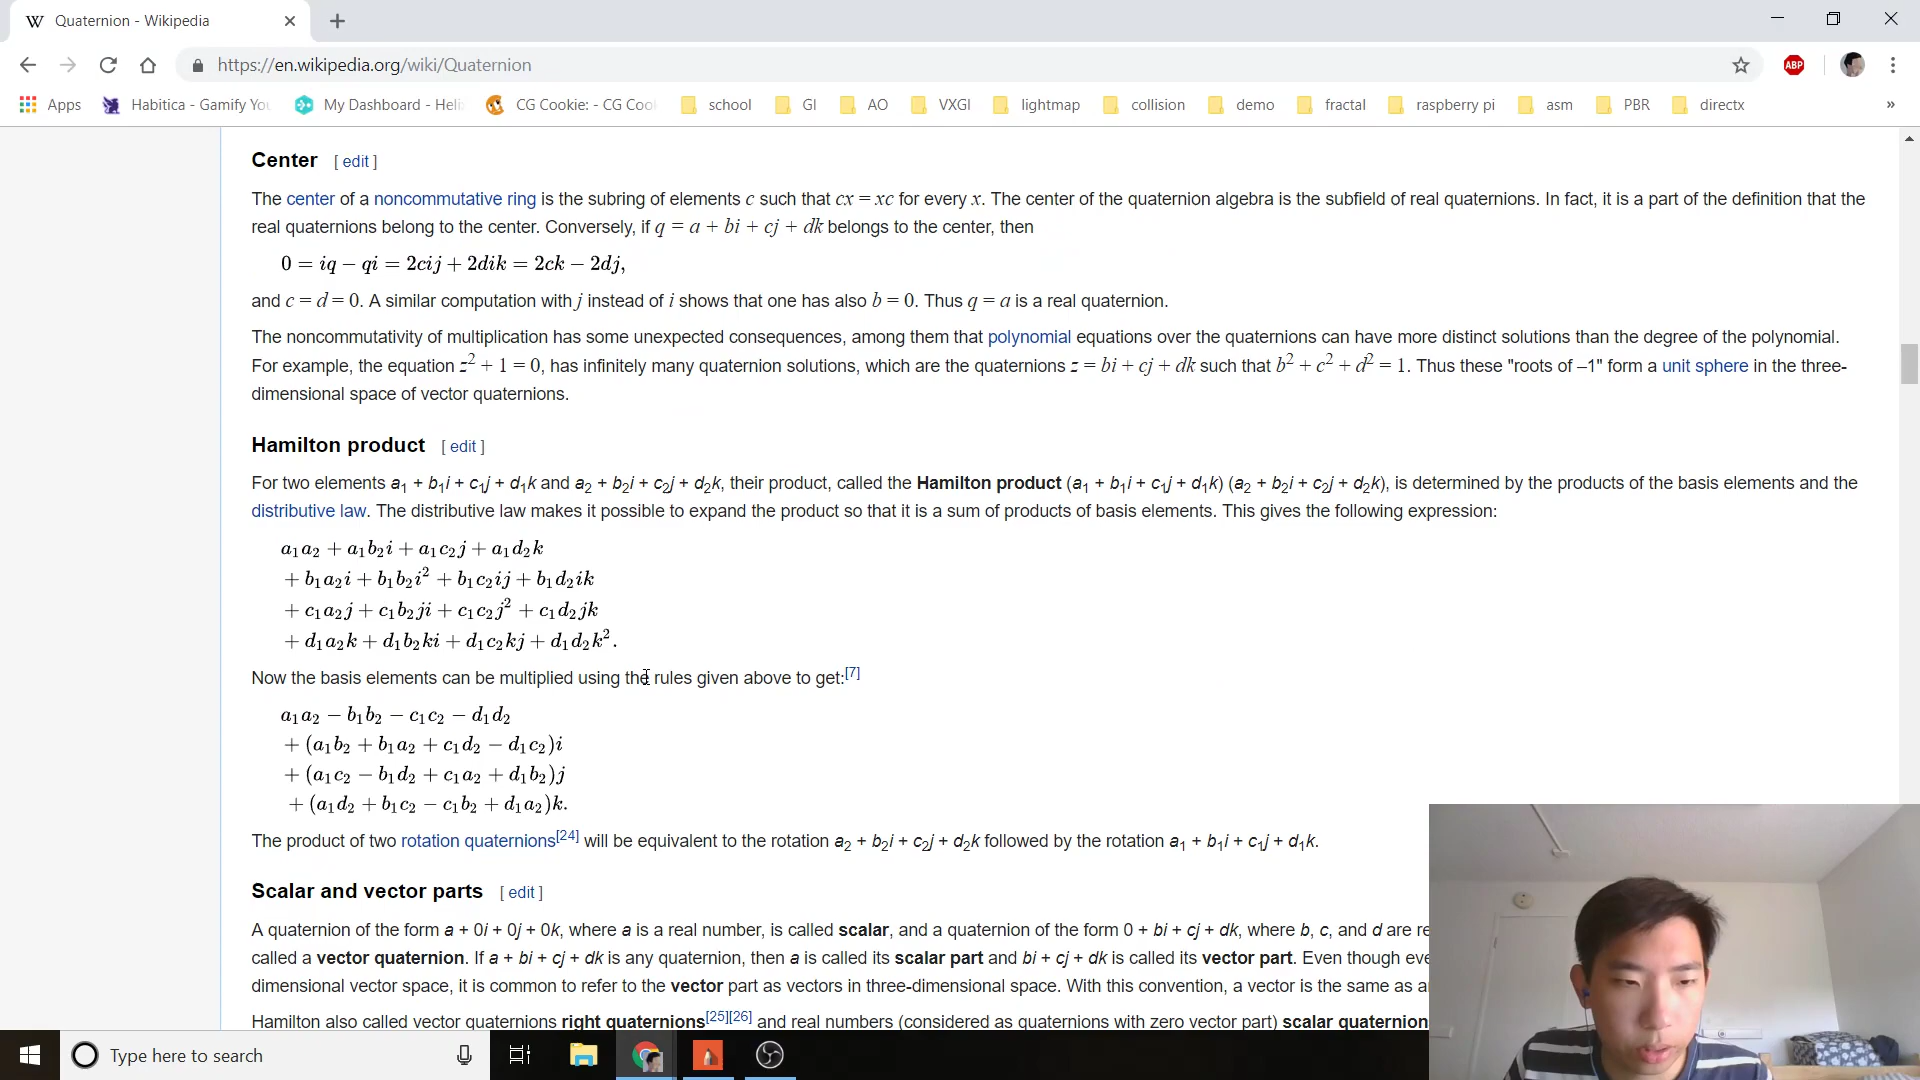 Quaternion - Wikipedia
https://en.wikipedia.org/wiki/Quaternion
ABP
Apps Habitica - Gamify You My Dashboard - Heli CG Cookie: - CG Cool school GI AO VXGI lightmap collision demo fractal raspberry pi asm PBR directx »
Center [ edit ]
The center of a noncommutative ring is the subring of elements c such that cx = xc for every x. The center of the quaternion algebra is the subfield of real quaternions. In fact, it is a part of the definition that the
real quaternions belong to the center. Conversely, if q = a + bi + cj + dk belongs to the center, then
0 = iq − qi = 2cij + 2dik = 2ck − 2dj,
and c = d = 0. A similar computation with j instead of i shows that one has also b = 0. Thus q = a is a real quaternion.
The noncommutativity of multiplication has some unexpected consequences, among them that polynomial equations over the quaternions can have more distinct solutions than the degree of the polynomial.
For example, the equation z² + 1 = 0, has infinitely many quaternion solutions, which are the quaternions z = bi + cj + dk such that b² + c² + d² = 1. Thus these "roots of –1" form a unit sphere in the three-
dimensional space of vector quaternions.
Hamilton product [ edit ]
For two elements a₁ + b₁i + c₁j + d₁k and a₂ + b₂i + c₂j + d₂k, their product, called the Hamilton product (a₁ + b₁i + c₁j + d₁k) (a₂ + b₂i + c₂j + d₂k), is determined by the products of the basis elements and the
distributive law. The distributive law makes it possible to expand the product so that it is a sum of products of basis elements. This gives the following expression:
a₁a₂ + a₁b₂i + a₁c₂j + a₁d₂k
+ b₁a₂i + b₁b₂i² + b₁c₂ij + b₁d₂ik
+ c₁a₂j + c₁b₂ji + c₁c₂j² + c₁d₂jk
+ d₁a₂k + d₁b₂ki + d₁c₂kj + d₁d₂k².
Now the basis elements can be multiplied using the rules given above to get:[7]
a₁a₂ − b₁b₂ − c₁c₂ − d₁d₂
+ (a₁b₂ + b₁a₂ + c₁d₂ − d₁c₂)i
+ (a₁c₂ − b₁d₂ + c₁a₂ + d₁b₂)j
+ (a₁d₂ + b₁c₂ − c₁b₂ + d₁a₂)k.
The product of two rotation quaternions[24] will be equivalent to the rotation a₂ + b₂i + c₂j + d₂k followed by the rotation a₁ + b₁i + c₁j + d₁k.
Scalar and vector parts [ edit ]
A quaternion of the form a + 0i + 0j + 0k, where a is a real number, is called scalar, and a quaternion of the form 0 + bi + cj + dk, where b, c, and d are re
called a vector quaternion. If a + bi + cj + dk is any quaternion, then a is called its scalar part and bi + cj + dk is called its vector part. Even though eve
dimensional vector space, it is common to refer to the vector part as vectors in three-dimensional space. With this convention, a vector is the same as a
Hamilton also called vector quaternions right quaternions[25][26] and real numbers (considered as quaternions with zero vector part) scalar quaternion
Type here to search